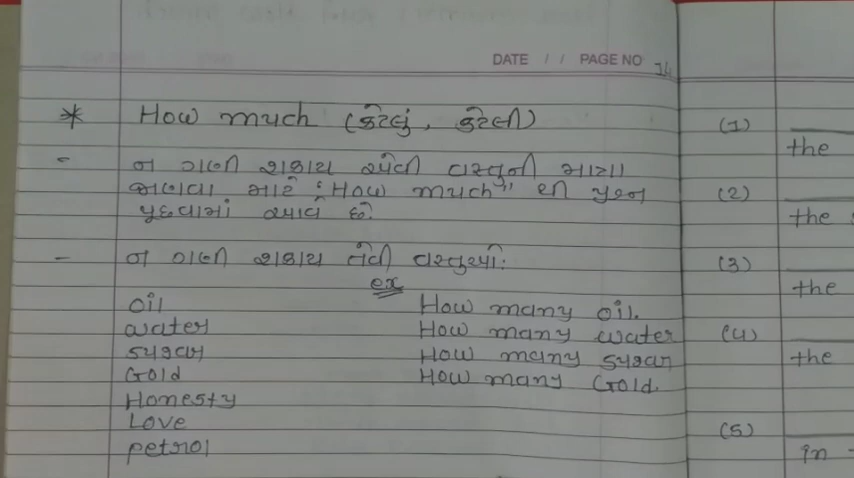 DATE / / PAGE NO 74
* How much (કેટલું, કેટલી)
- ન ગણી શકાય એવી વસ્તુની માત્રા
જાણવા માટે "How much" થી પ્રશ્ન
પુછવામાં આવે છે.
- ન ગણી શકાય તેવી વસ્તુઓ:
ex
oil How many oil.
water How many water
sugar How many sugar
Gold How many Gold.
Honesty
Love
petrol
(1)
the
(2)
the
(3)
the
(4)
the
(5)
in